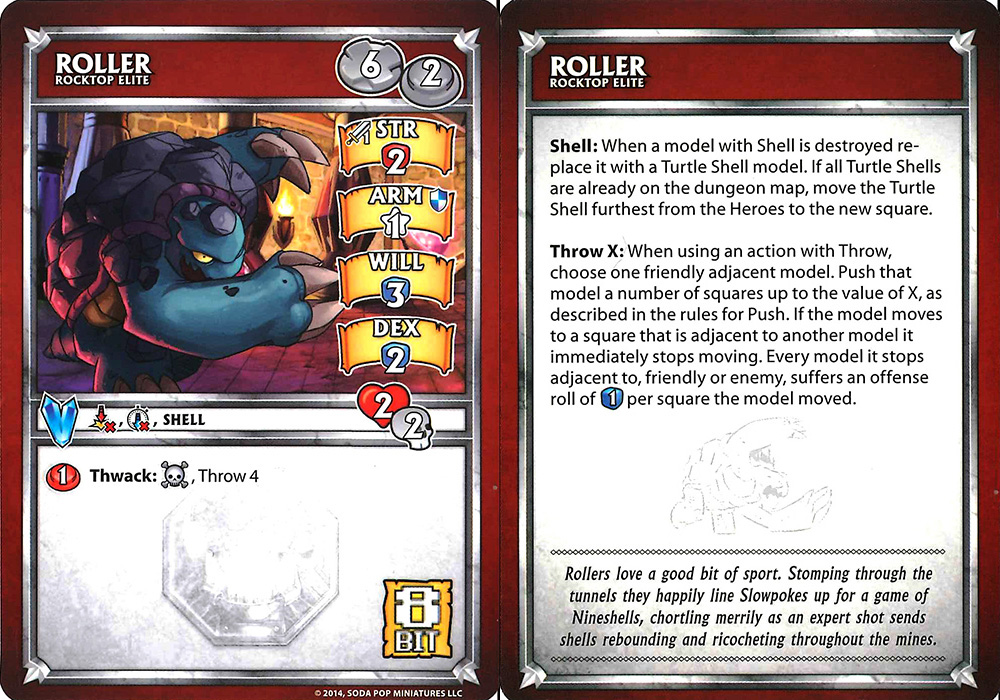 ROLLER
ROCKTOP ELITE
6 2
STR
2
ARM
1
WILL
3
DEX
2
, , SHELL
2
2
1 Thwack: , Throw 4
8
BIT
© 2014, SODA POP MINIATURES LLC
ROLLER
ROCKTOP ELITE
Shell: When a model with Shell is destroyed re-
place it with a Turtle Shell model. If all Turtle Shells
are already on the dungeon map, move the Turtle
Shell furthest from the Heroes to the new square.
Throw X: When using an action with Throw,
choose one friendly adjacent model. Push that
model a number of squares up to the value of X, as
described in the rules for Push. If the model moves
to a square that is adjacent to another model it
immediately stops moving. Every model it stops
adjacent to, friendly or enemy, suffers an offense
roll of 1 per square the model moved.
Rollers love a good bit of sport. Stomping through the
tunnels they happily line Slowpokes up for a game of
Nineshells, chortling merrily as an expert shot sends
shells rebounding and ricocheting throughout the mines.